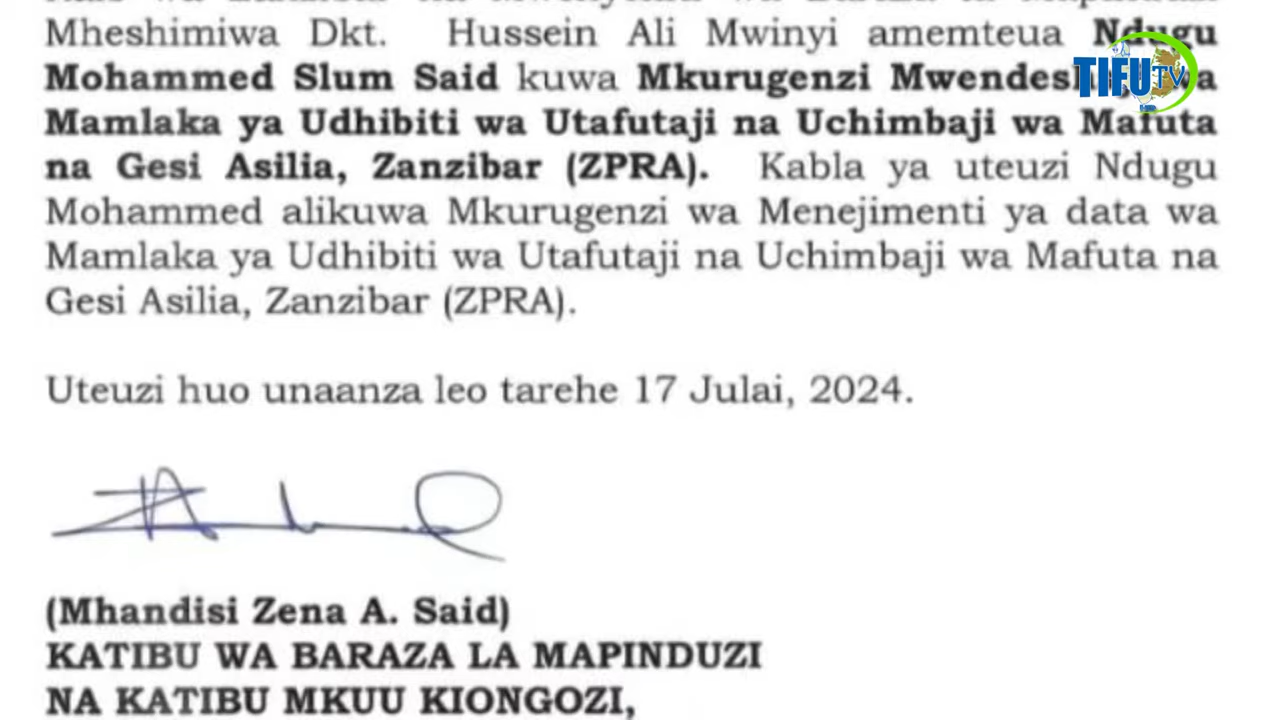 Mheshimiwa Dkt. Hussein Ali Mwinyi amemteua Ndugu
Mohammed Slum Said kuwa Mkurugenzi
Mamlaka ya Udhibiti wa Utafutaji na Uchimbaji wa Mafuta
na Gesi Asilia, Zanzibar (ZPRA). Kabla ya uteuzi Ndugu
Mohammed alikuwa Mkurugenzi wa Menejimenti ya data wa
Mamlaka ya Udhibiti wa Utafutaji na Uchimbaji wa Mafuta na
Gesi Asilia, Zanzibar (ZPRA).
Uteuzi huo unaanza leo tarehe 17 Julai, 2024.
(Mhandisi Zena A. Said)
KATIBU WA BARAZA LA MAPINDUZI
NA KATIBU MKUU KIONGOZI,
TIFU TV